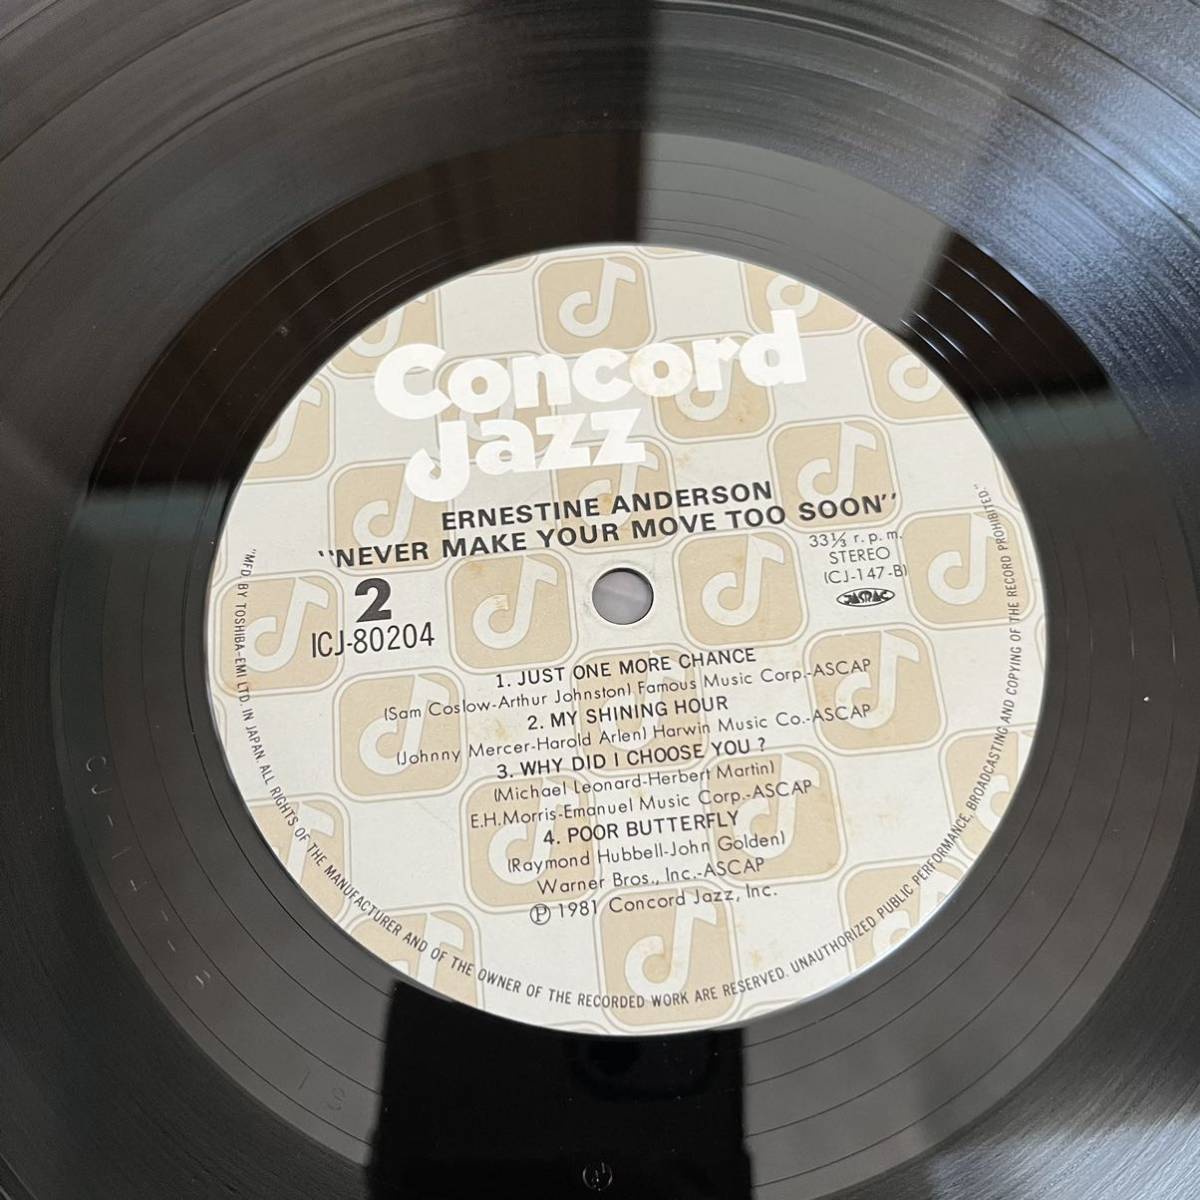 Concord
Jazz
ERNESTINE ANDERSON
"NEVER MAKE YOUR MOVE TOO SOON"
2
ICJ-80204
33⅓ r.p.m.
STEREO
(CJ-147-B)
JASRAC
1. JUST ONE MORE CHANCE
(Sam Coslow-Arthur Johnston) Famous Music Corp.-ASCAP
2. MY SHINING HOUR
(Johnny Mercer-Harold Arlen) Harwin Music Co.-ASCAP
3. WHY DID I CHOOSE YOU ?
(Michael Leonard-Herbert Martin)
E.H.Morris-Emanuel Music Corp.-ASCAP
4. POOR BUTTERFLY
(Raymond Hubbell-John Golden)
Warner Bros., Inc.-ASCAP
Ⓟ 1981 Concord Jazz, Inc.
"MFD. BY TOSHIBA-EMI LTD. IN JAPAN. ALL RIGHTS OF THE MANUFACTURER AND OF THE OWNER OF THE RECORDED WORK ARE RESERVED. UNAUTHORIZED PUBLIC PERFORMANCE, BROADCASTING AND COPYING OF THE RECORD PROHIBITED."